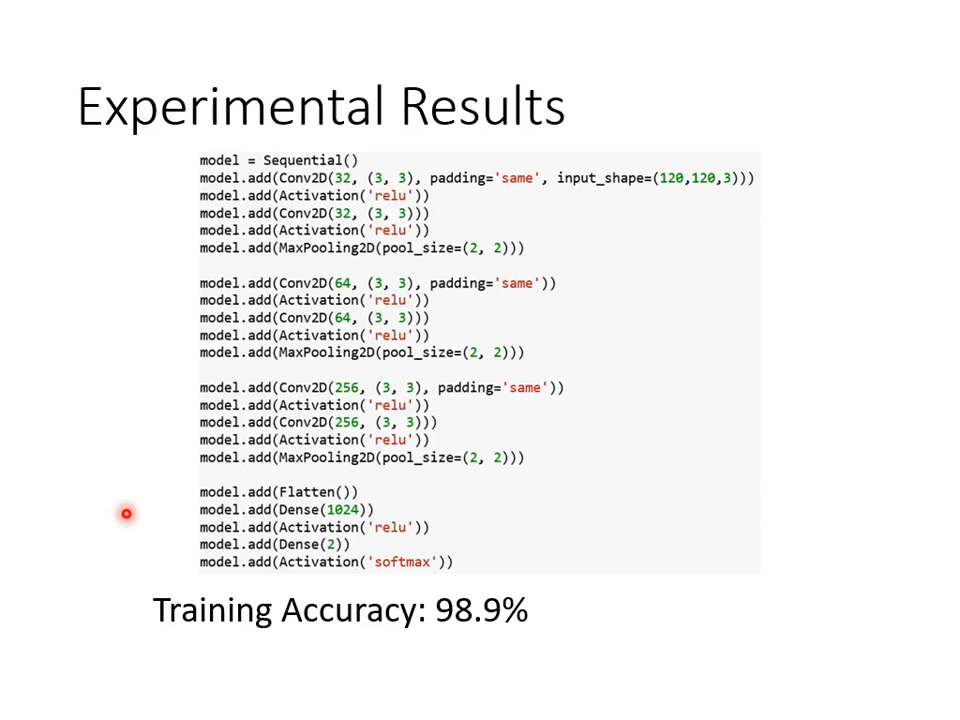 Experimental Results
model = Sequential()
model.add(Conv2D(32, (3, 3), padding='same', input_shape=(120,120,3)))
model.add(Activation('relu'))
model.add(Conv2D(32, (3, 3)))
model.add(Activation('relu'))
model.add(MaxPooling2D(pool_size=(2, 2)))
model.add(Conv2D(64, (3, 3), padding='same'))
model.add(Activation('relu'))
model.add(Conv2D(64, (3, 3)))
model.add(Activation('relu'))
model.add(MaxPooling2D(pool_size=(2, 2)))
model.add(Conv2D(256, (3, 3), padding='same'))
model.add(Activation('relu'))
model.add(Conv2D(256, (3, 3)))
model.add(Activation('relu'))
model.add(MaxPooling2D(pool_size=(2, 2)))
model.add(Flatten())
model.add(Dense(1024))
model.add(Activation('relu'))
model.add(Dense(2))
model.add(Activation('softmax'))
Training Accuracy: 98.9%